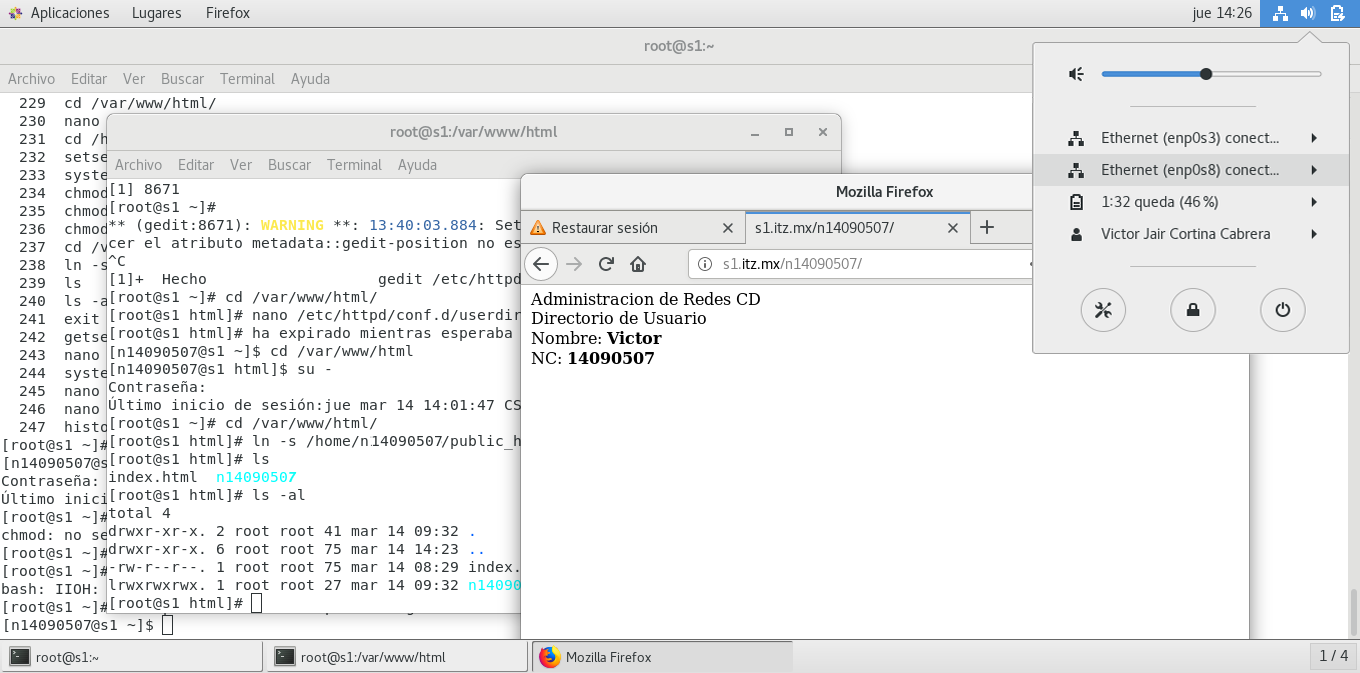 Aplicaciones Lugares Firefox jue 14:26
root@s1:~
Archivo Editar Ver Buscar Terminal Ayuda
229 cd /var/www/html/
230 nano
231 cd /h
232 setse
233 syste
234 chmod
235 chmod
236 chmod
237 cd /v
238 ln -s
239 ls
240 ls -a
241 exit
242 getse
243 nano
244 syste
245 nano
246 nano
247 histo
[root@s1 ~]#
[n14090507@s
Contraseña:
Último inici
[root@s1 ~]#
chmod: no se
[root@s1 ~]#
[root@s1 ~]#
bash: IIOH:
[root@s1 ~]#
[n14090507@s1 ~]$
root@s1:/var/www/html
Archivo Editar Ver Buscar Terminal Ayuda
[1] 8671
[root@s1 ~]#
** (gedit:8671): WARNING **: 13:40:03.884: Set
cer el atributo metadata::gedit-position no es
^C
[1]+ Hecho gedit /etc/httpd
[root@s1 ~]# cd /var/www/html/
[root@s1 html]# nano /etc/httpd/conf.d/userdir
[root@s1 html]# ha expirado mientras esperaba
[n14090507@s1 ~]$ cd /var/www/html
[n14090507@s1 html]$ su -
Contraseña:
Último inicio de sesión:jue mar 14 14:01:47 CS
[root@s1 ~]# cd /var/www/html/
[root@s1 html]# ln -s /home/n14090507/public_h
[root@s1 html]# ls
index.html n14090507
[root@s1 html]# ls -al
total 4
drwxr-xr-x. 2 root root 41 mar 14 09:32 .
drwxr-xr-x. 6 root root 75 mar 14 14:23 ..
-rw-r--r--. 1 root root 75 mar 14 08:29 index.
lrwxrwxrwx. 1 root root 27 mar 14 09:32 n14090
[root@s1 html]#
Mozilla Firefox
Restaurar sesión
s1.itz.mx/n14090507/
s1.itz.mx/n14090507/
Administracion de Redes CD
Directorio de Usuario
Nombre: Victor
NC: 14090507
Ethernet (enp0s3) conect...
Ethernet (enp0s8) conect...
1:32 queda (46 %)
Victor Jair Cortina Cabrera
root@s1:~
root@s1:/var/www/html
Mozilla Firefox
1 / 4